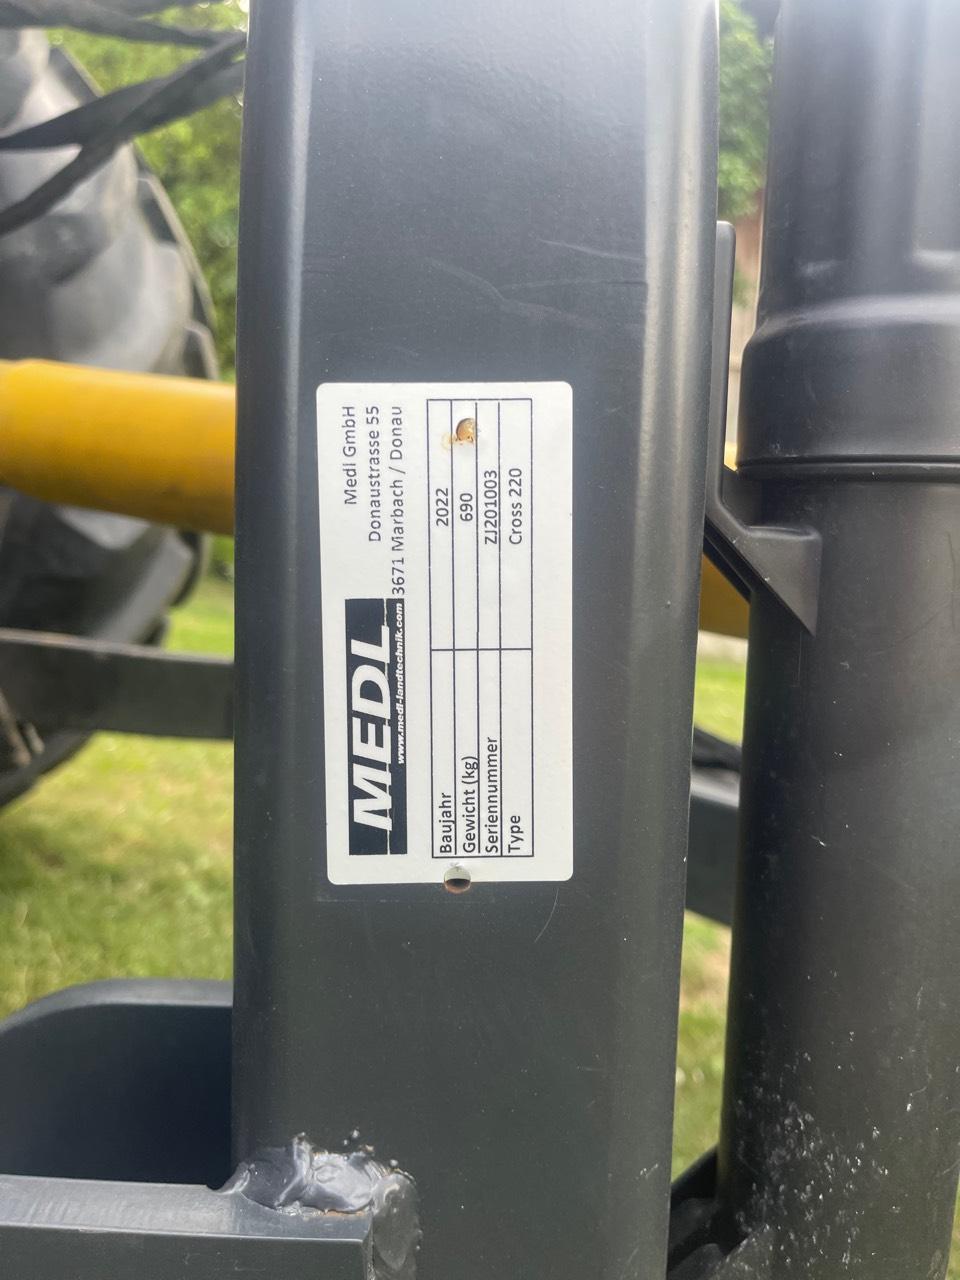 MEDL
www.medl-landtechnik.com
Medl GmbH
Donaustrasse 55
3671 Marbach / Donau
Baujahr 2022
Gewicht (kg) 690
Seriennummer ZJ201003
Type Cross 220